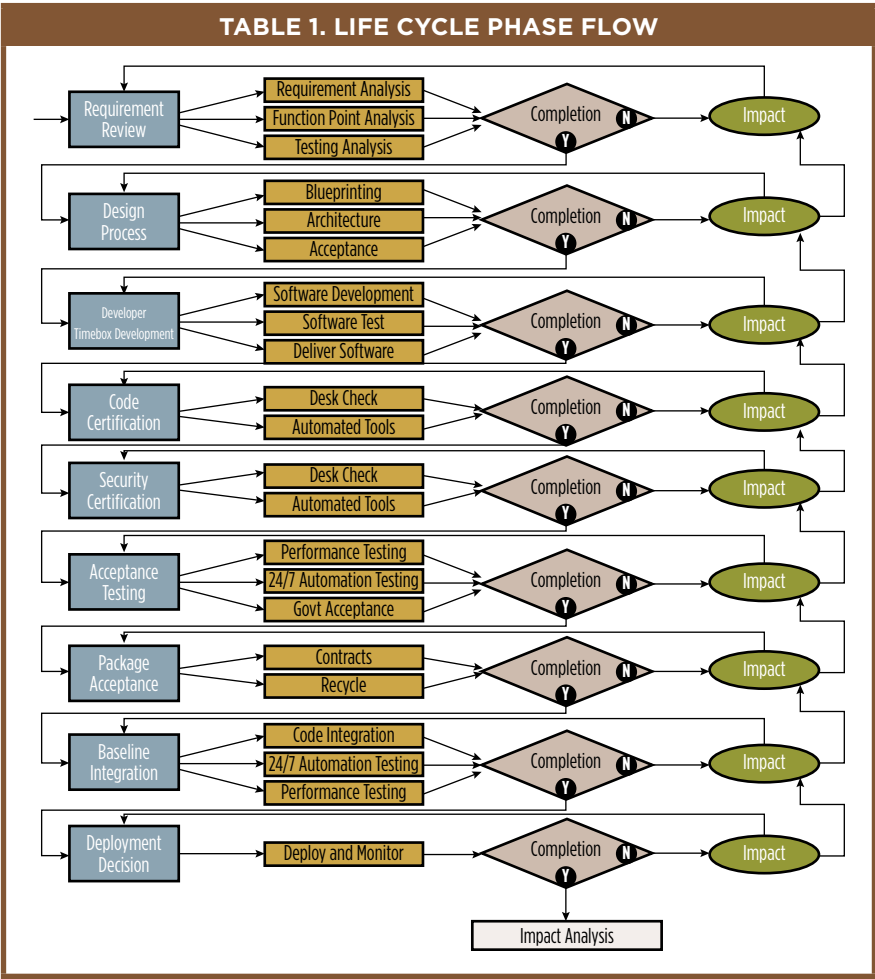 TABLE 1. LIFE CYCLE PHASE FLOW
Requirement
Review
Requirement Analysis
Function Point Analysis
Testing Analysis
Completion
N
Y
Impact
Design
Process
Blueprinting
Architecture
Acceptance
Completion
N
Y
Impact
Developer
Timebox Development
Software Development
Software Test
Deliver Software
Completion
N
Y
Impact
Code
Certification
Desk Check
Automated Tools
Completion
N
Y
Impact
Security
Certification
Desk Check
Automated Tools
Completion
N
Y
Impact
Acceptance
Testing
Performance Testing
24/7 Automation Testing
Govt Acceptance
Completion
N
Y
Impact
Package
Acceptance
Contracts
Recycle
Completion
N
Y
Impact
Baseline
Integration
Code Integration
24/7 Automation Testing
Performance Testing
Completion
N
Y
Impact
Deployment
Decision
Deploy and Monitor
Completion
N
Y
Impact
Impact Analysis